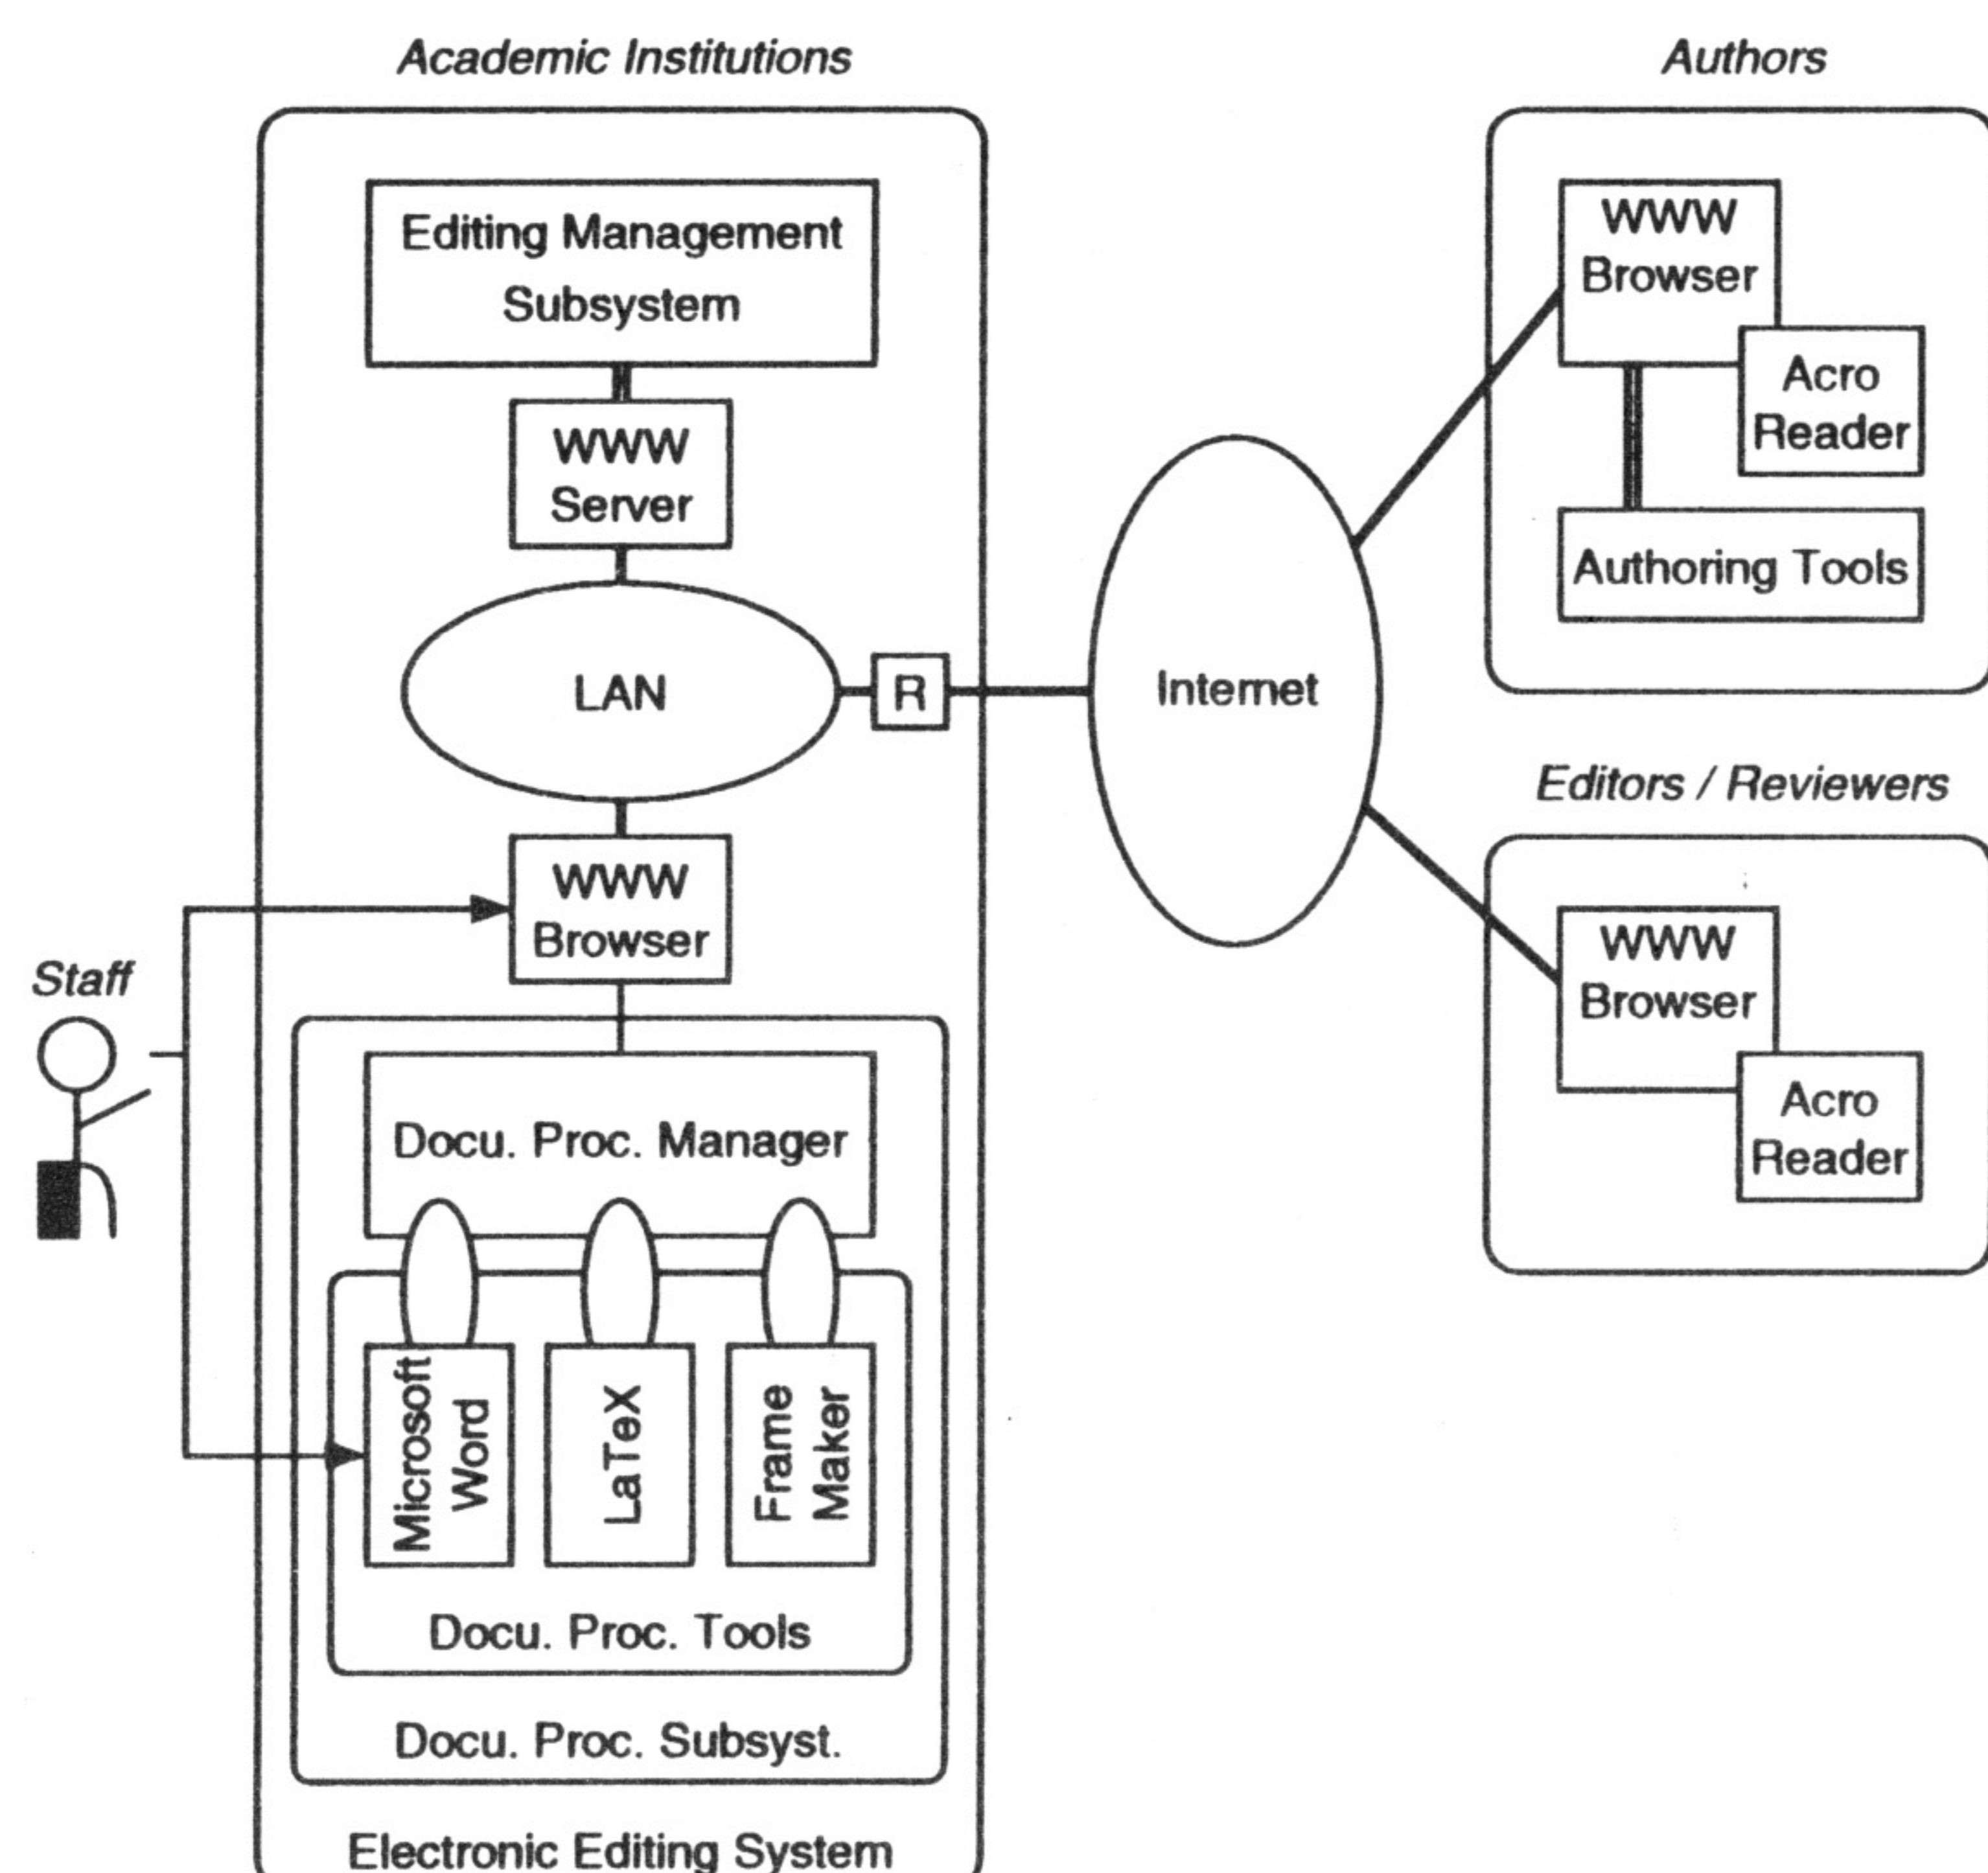 Academic Institutions
Editing Management
Subsystem
WWW
Server
LAN
R
WWW
Browser
Staff
Docu. Proc. Manager
Microsoft
Word
LaTeX
Frame
Maker
Docu. Proc. Tools
Docu. Proc. Subsyst.
Electronic Editing System
Internet
Authors
WWW
Browser
Acro
Reader
Authoring Tools
Editors / Reviewers
WWW
Browser
Acro
Reader